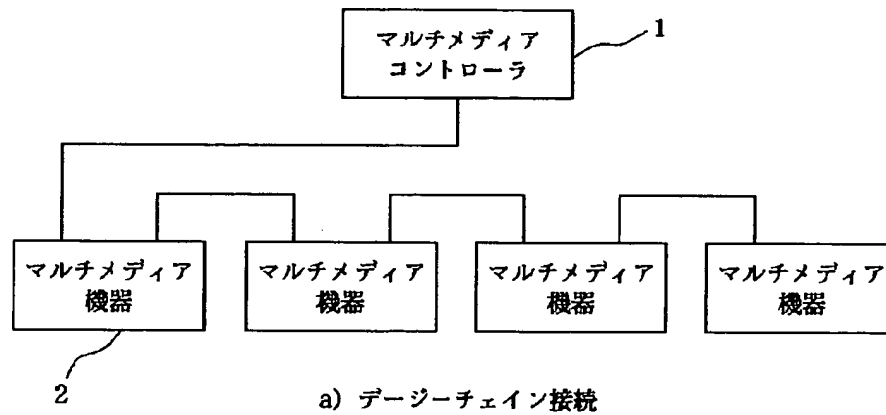 マルチメディア
コントローラ
1
マルチメディア
機器
マルチメディア
機器
マルチメディア
機器
マルチメディア
機器
2
a) デージーチェイン接続